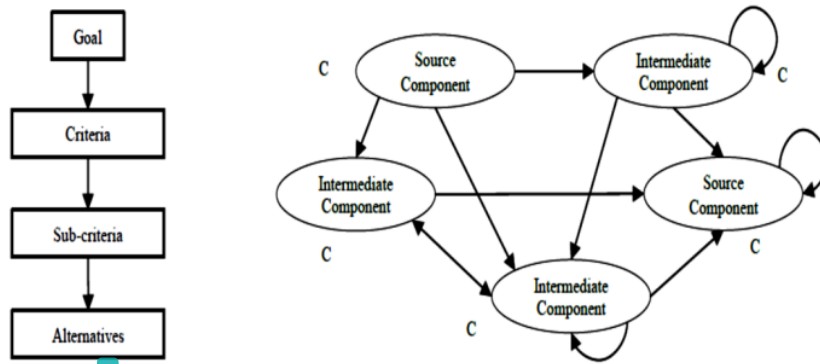 Goal
Criteria
Sub-criteria
Alternatives
C
Source
Component
Intermediate
Component
C
Intermediate
Component
C
Source
Component
C
Intermediate
Component
C